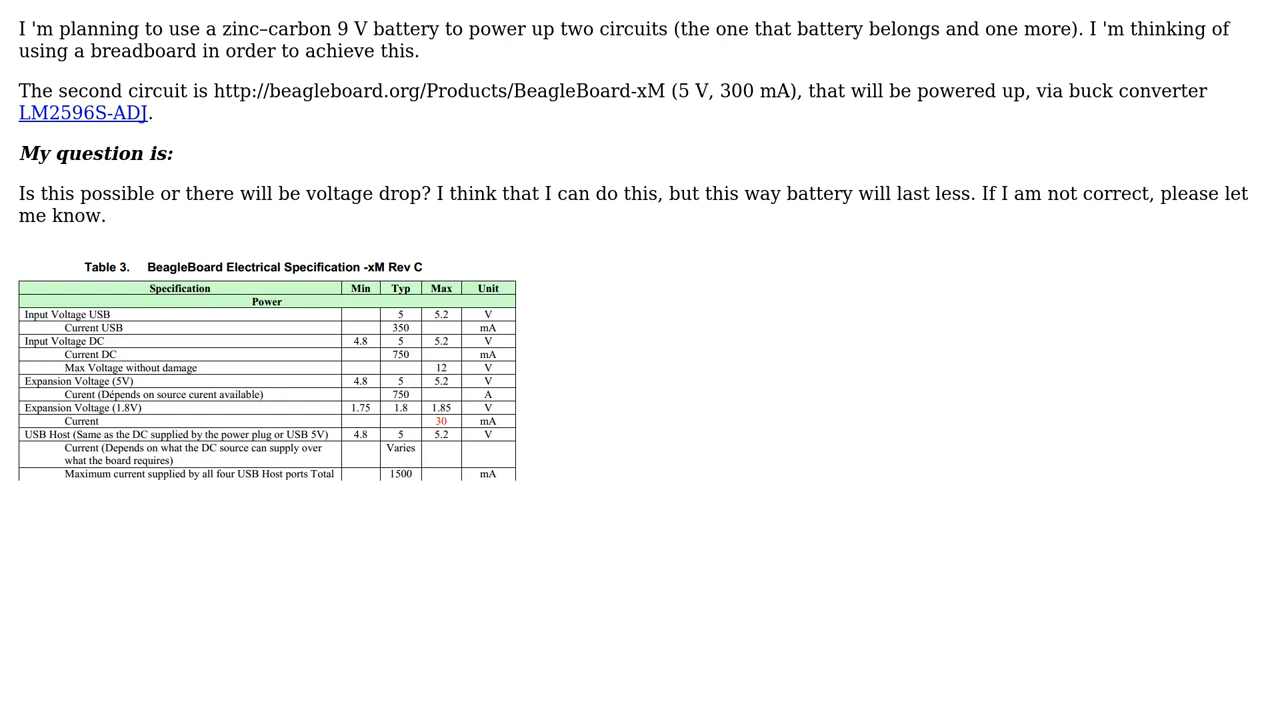 I 'm planning to use a zinc–carbon 9 V battery to power up two circuits (the one that battery belongs and one more). I 'm thinking of
using a breadboard in order to achieve this.
The second circuit is http://beagleboard.org/Products/BeagleBoard-xM (5 V, 300 mA), that will be powered up, via buck converter
LM2596S-ADJ.
My question is:
Is this possible or there will be voltage drop? I think that I can do this, but this way battery will last less. If I am not correct, please let
me know.
Table 3. BeagleBoard Electrical Specification -xM Rev C
Specification Min Typ Max Unit
Power
Input Voltage USB 5 5.2 V
Current USB 350 mA
Input Voltage DC 4.8 5 5.2 V
Current DC 750 mA
Max Voltage without damage 12 V
Expansion Voltage (5V) 4.8 5 5.2 V
Curent (Dépends on source curent available) 750 A
Expansion Voltage (1.8V) 1.75 1.8 1.85 V
Current 30 mA
USB Host (Same as the DC supplied by the power plug or USB 5V) 4.8 5 5.2 V
Current (Depends on what the DC source can supply over Varies
what the board requires)
Maximum current supplied by all four USB Host ports Total 1500 mA